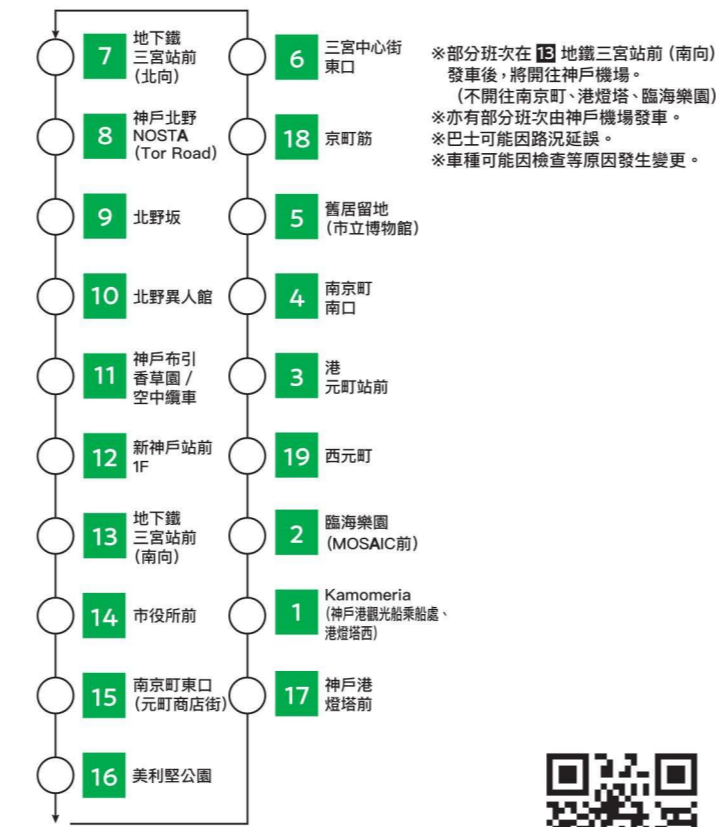 7
地下鐵
三宮站前
(北向)
8
神戶北野
NOSTA
(Tor Road)
9
北野坂
10
北野異人館
11
神戶布引
香草園 /
空中纜車
12
新神戶站前
1F
13
地下鐵
三宮站前
(南向)
14
市役所前
15
南京町東口
(元町商店街)
16
美利堅公園
6
三宮中心街
東口
18
京町筋
5
舊居留地
(市立博物館)
4
南京町
南口
3
港
元町站前
19
西元町
2
臨海樂園
(MOSAIC前)
1
Kamomeria
(神戶港觀光船乘船處、
港燈塔西)
17
神戶港
燈塔前
※部分班次在 13 地鐵三宮站前 (南向)
發車後，將開往神戶機場。
(不開往南京町、港燈塔、臨海樂園)
※亦有部分班次由神戶機場發車。
※巴士可能因路況延誤。
※車種可能因檢查等原因發生變更。